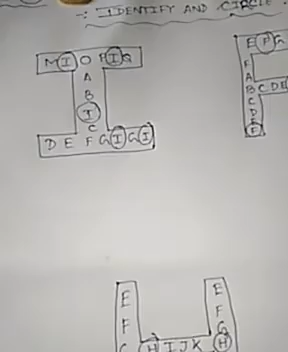 :- IDENTIFY AND CIRCLE
M I O P I Q
A
B
I
C
D E F G I G I
E F G
F
A
B C D E
C
D
E
F
E
F
G
H I J K
E
F
G
H